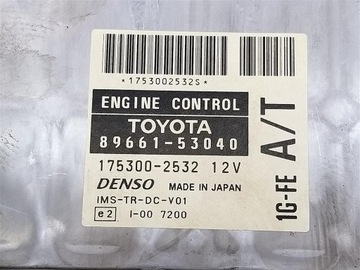 *1753002532S*
ENGINE CONTROL
TOYOTA
89661-53040
175300-2532 12V
DENSO MADE IN JAPAN
IMS-TR-DC-V01
e2 I-00 7200
1G-FE A/T